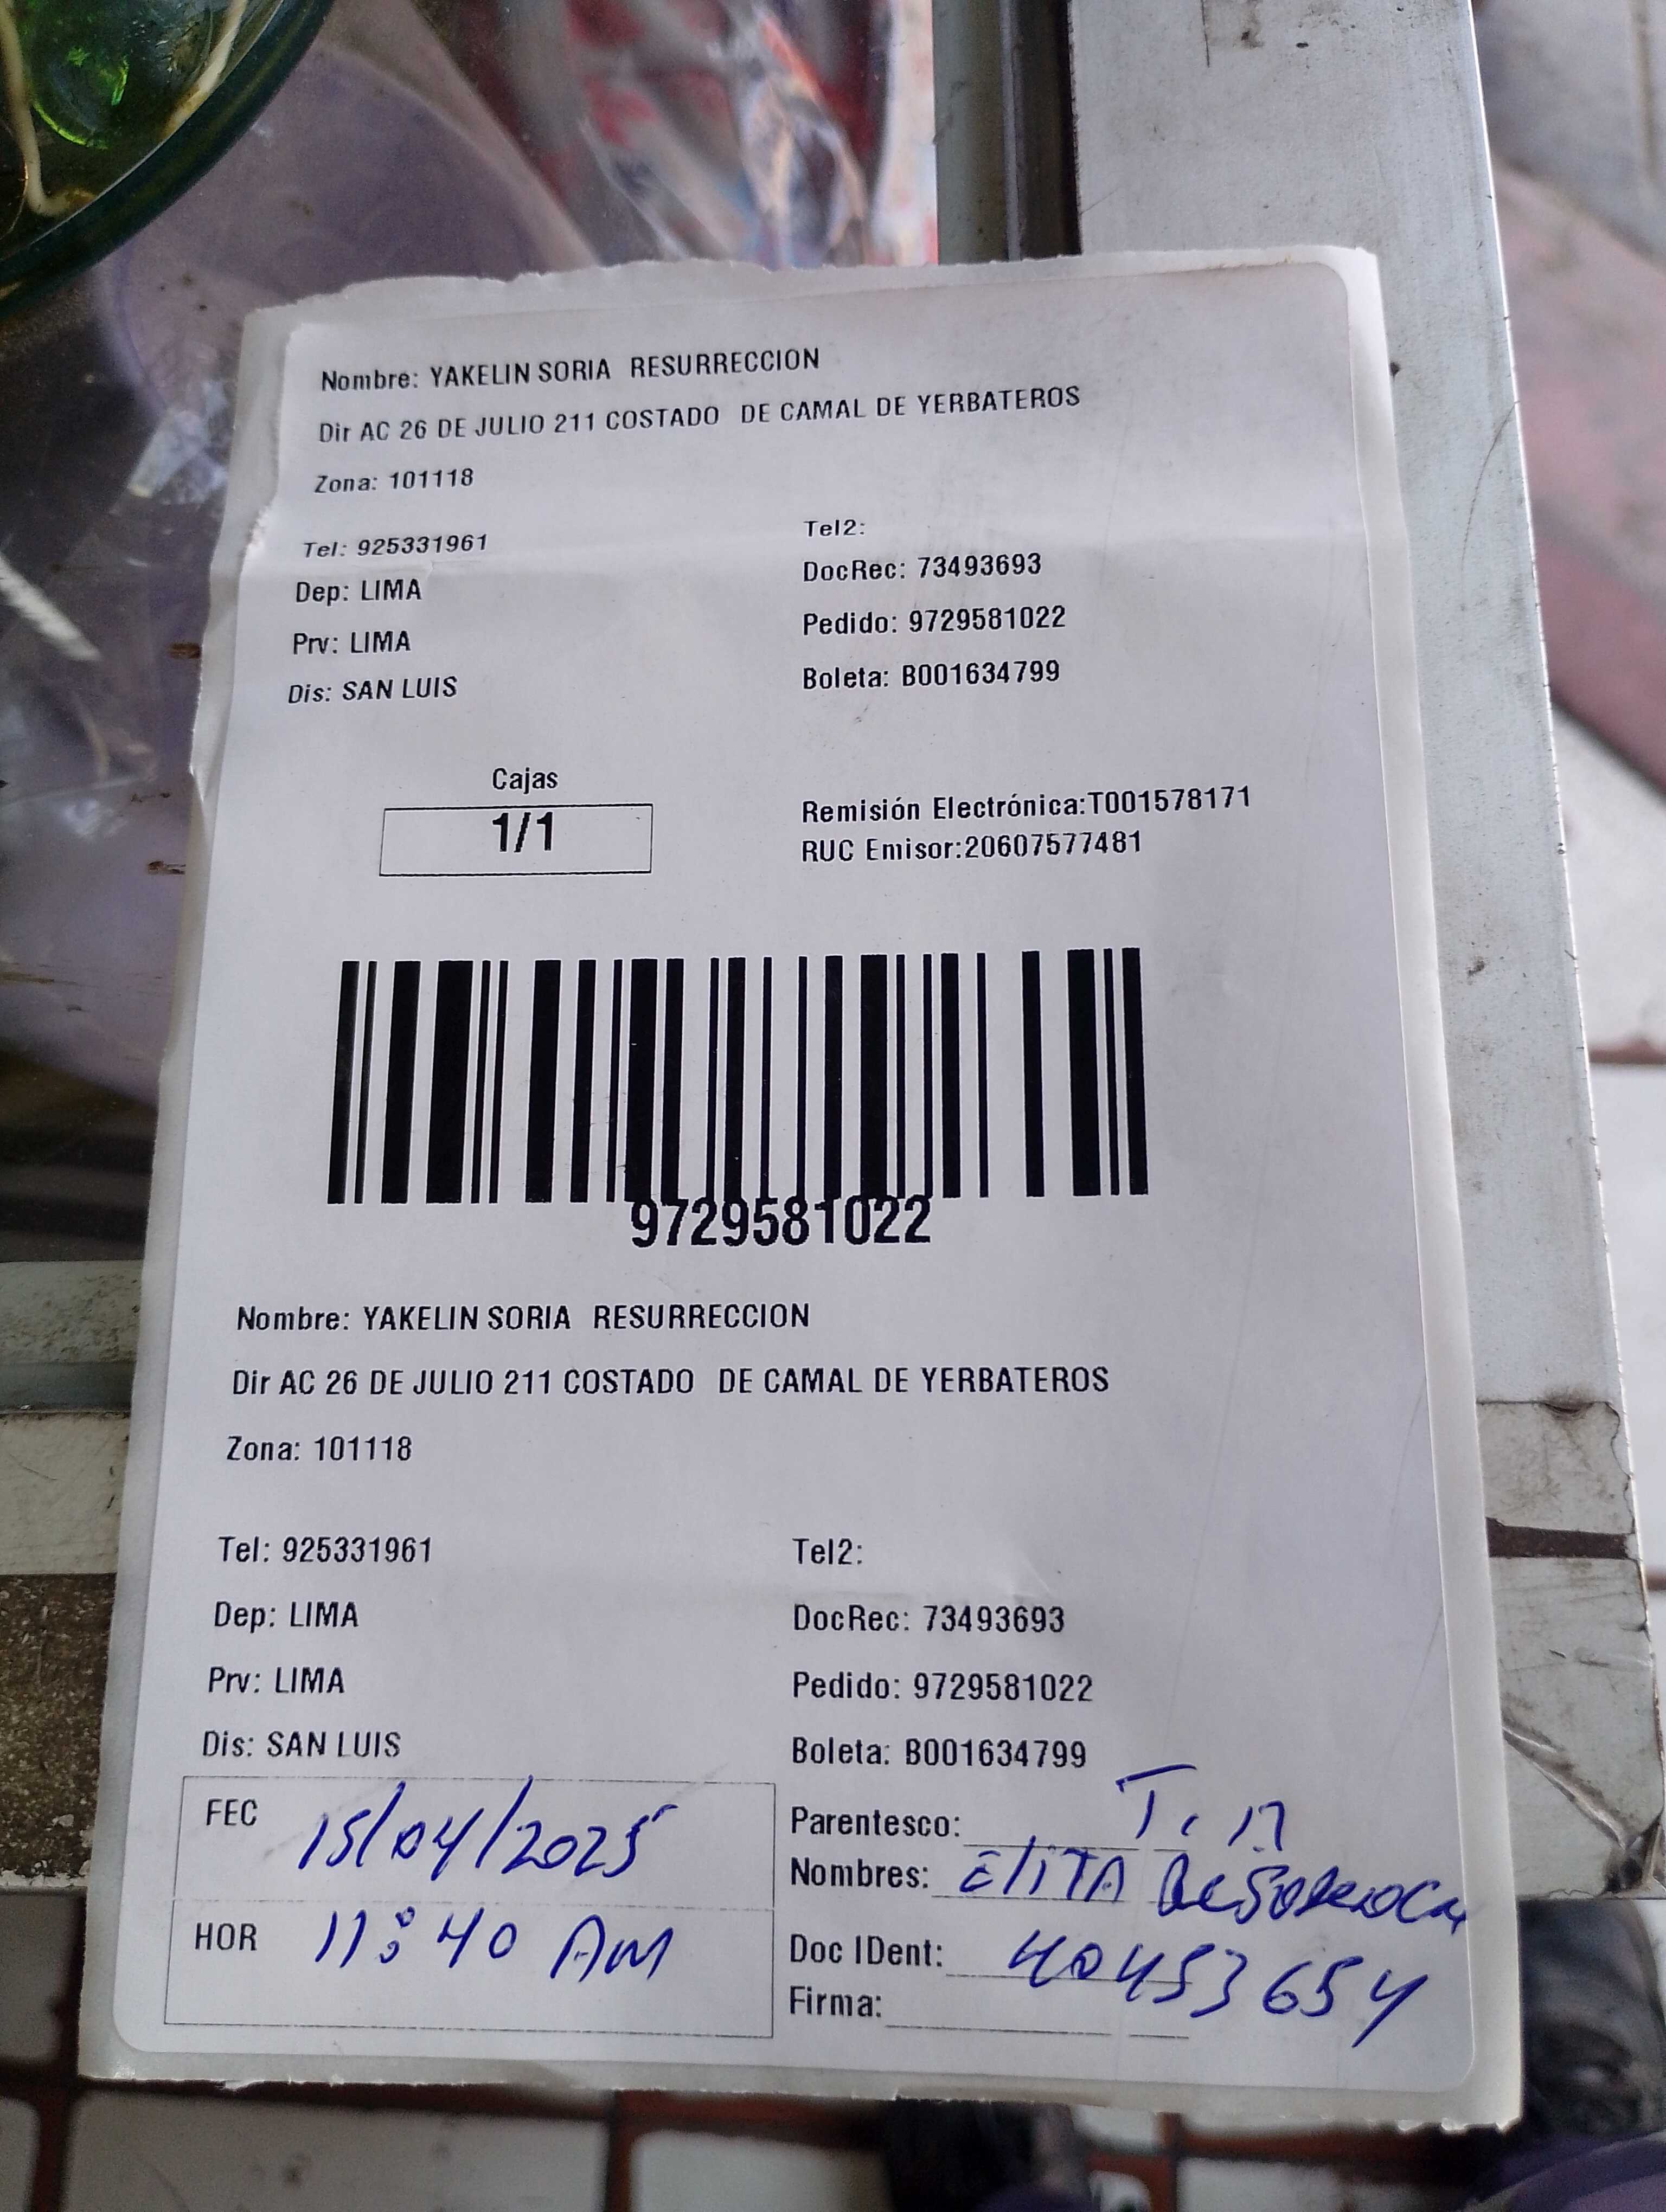 Nombre: YAKELIN SORIA RESURRECCION
Dir AC 26 DE JULIO 211 COSTADO DE CAMAL DE YERBATEROS
Zona: 101118
Tel: 925331961 Tel2:
Dep: LIMA DocRec: 73493693
Prv: LIMA Pedido: 9729581022
Dis: SAN LUIS Boleta: B001634799
Cajas
1/1
Remisión Electrónica:T001578171
RUC Emisor:20607577481
9729581022
Nombre: YAKELIN SORIA RESURRECCION
Dir AC 26 DE JULIO 211 COSTADO DE CAMAL DE YERBATEROS
Zona: 101118
Tel: 925331961 Tel2:
Dep: LIMA DocRec: 73493693
Prv: LIMA Pedido: 9729581022
Dis: SAN LUIS Boleta: B001634799
FEC 15/04/2025
HOR 11:40 AM
Parentesco:
Nombres: ElITA
Doc IDent: 40453654
Firma: